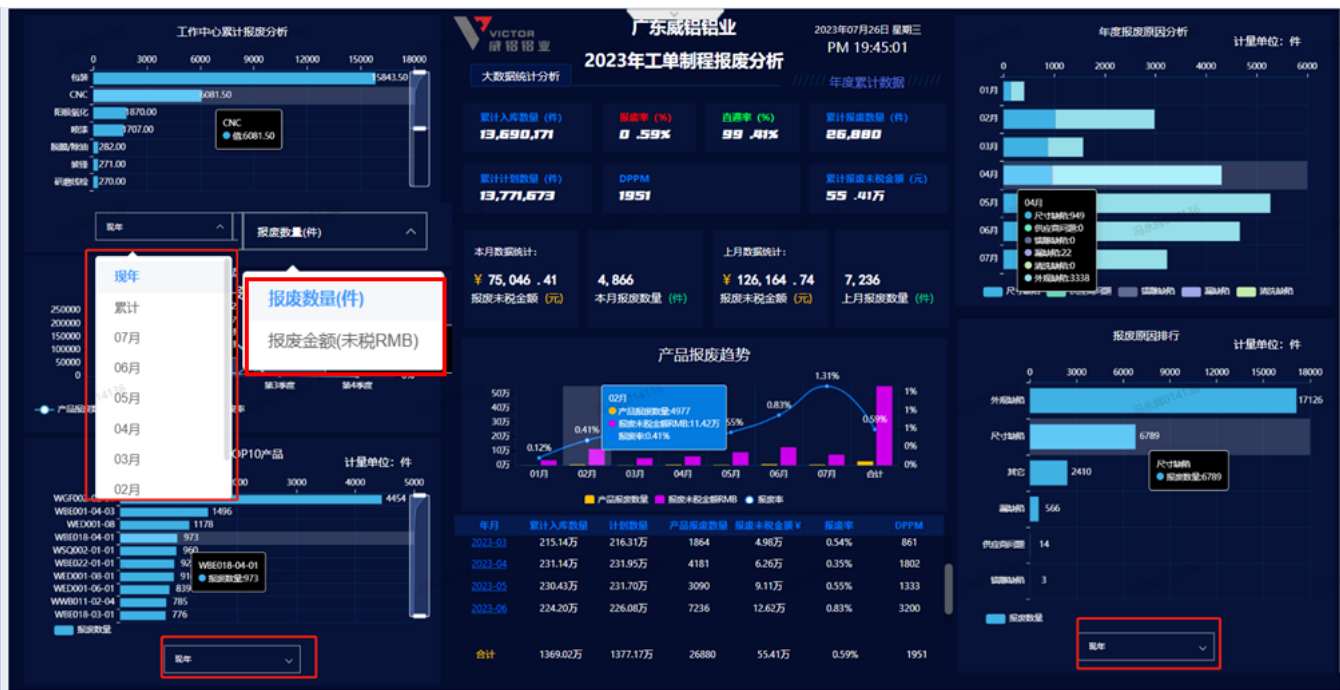 工作中心累计报废分析
0 3000 6000 9000 12000 15000 18000
包装 15843.50
CNC 6081.50
阳极氧化 1870.00
喷漆 1707.00
脱脂/除油 282.00
271.00
研磨线检 270.00
CNC
值:6081.50
现年
报废数量(件)
现年
累计
07月
06月
05月
04月
03月
02月
报废数量(件)
报废金额(未税RMB)
250000
200000
150000
100000
50000
0
第3季度 第4季度
OP10产品
计量单位：件
3000 4000 5000
4454
WBE001-04-03 1496
WED001-08 1178
WBE018-04-01 973
WSQ002-01-01 960
WBE022-01-01
WED001-08-01
WED001-06-01 839
WWB011-02-04 785
WBE018-03-01 776
WBE018-04-01
报废数量:973
报废数量
现年
VICTOR
威铝铝业
广东威铝铝业
2023年工单制程报废分析
2023年07月26日 星期三
PM 19:45:01
大数据统计分析
年度累计数据
累计入库数量（件）
13,690,171
报废率（%）
0 .59%
直通率（%）
99 .41%
累计报废数量（件）
26,880
累计计划数量（件）
13,771,673
DPPM
1951
累计报废未税金额（元）
55 .41万
本月数据统计:
上月数据统计:
¥ 75,046 . 41
4,866
¥ 126,164 . 74
7,236
报废未税金额（元）
本月报废数量（件）
报废未税金额（元）
上月报废数量（件）
产品报废趋势
50万
40万
30万
20万
10万
0万
1%
1%
1%
0%
0%
0.12%
0.41%
55%
0.83%
1.31%
0.59%
02月
产品报废数量:4977
报废未税金额RMB:11.42万
报废率:0.41%
01月 02月 03月 04月 05月 06月 07月 合计
产品报废数量 报废未税金额RMB 报废率
年月 累计入库数量 计划数量 产品报废数量 报废未税金额¥ 报废率 DPPM
2023-03 215.14万 216.31万 1864 4.98万 0.54% 861
2023-04 231.14万 231.95万 4181 6.26万 0.35% 1802
2023-05 230.43万 231.70万 3090 9.11万 0.55% 1333
2023-06 224.20万 226.08万 7236 12.62万 0.83% 3200
合计 1369.02万 1377.17万 26880 55.41万 0.59% 1951
年度报废原因分析
计量单位：件
0 1000 2000 3000 4000 5000 6000
01月
02月
03月
04月
05月
06月
07月
04月
尺寸缺陷:949
供应商问题:0
错漏缺陷:0
漏缺陷:22
清洗缺陷:0
外观缺陷:3338
漏缺陷 清洗缺陷
报废原因排行
计量单位：件
0 3000 6000 9000 12000 15000 18000
外观缺陷 17126
尺寸缺陷 6789
其它 2410
漏缺陷 566
供应商问题 14
错漏缺陷 3
尺寸缺陷
报废数量:6789
报废数量
现年